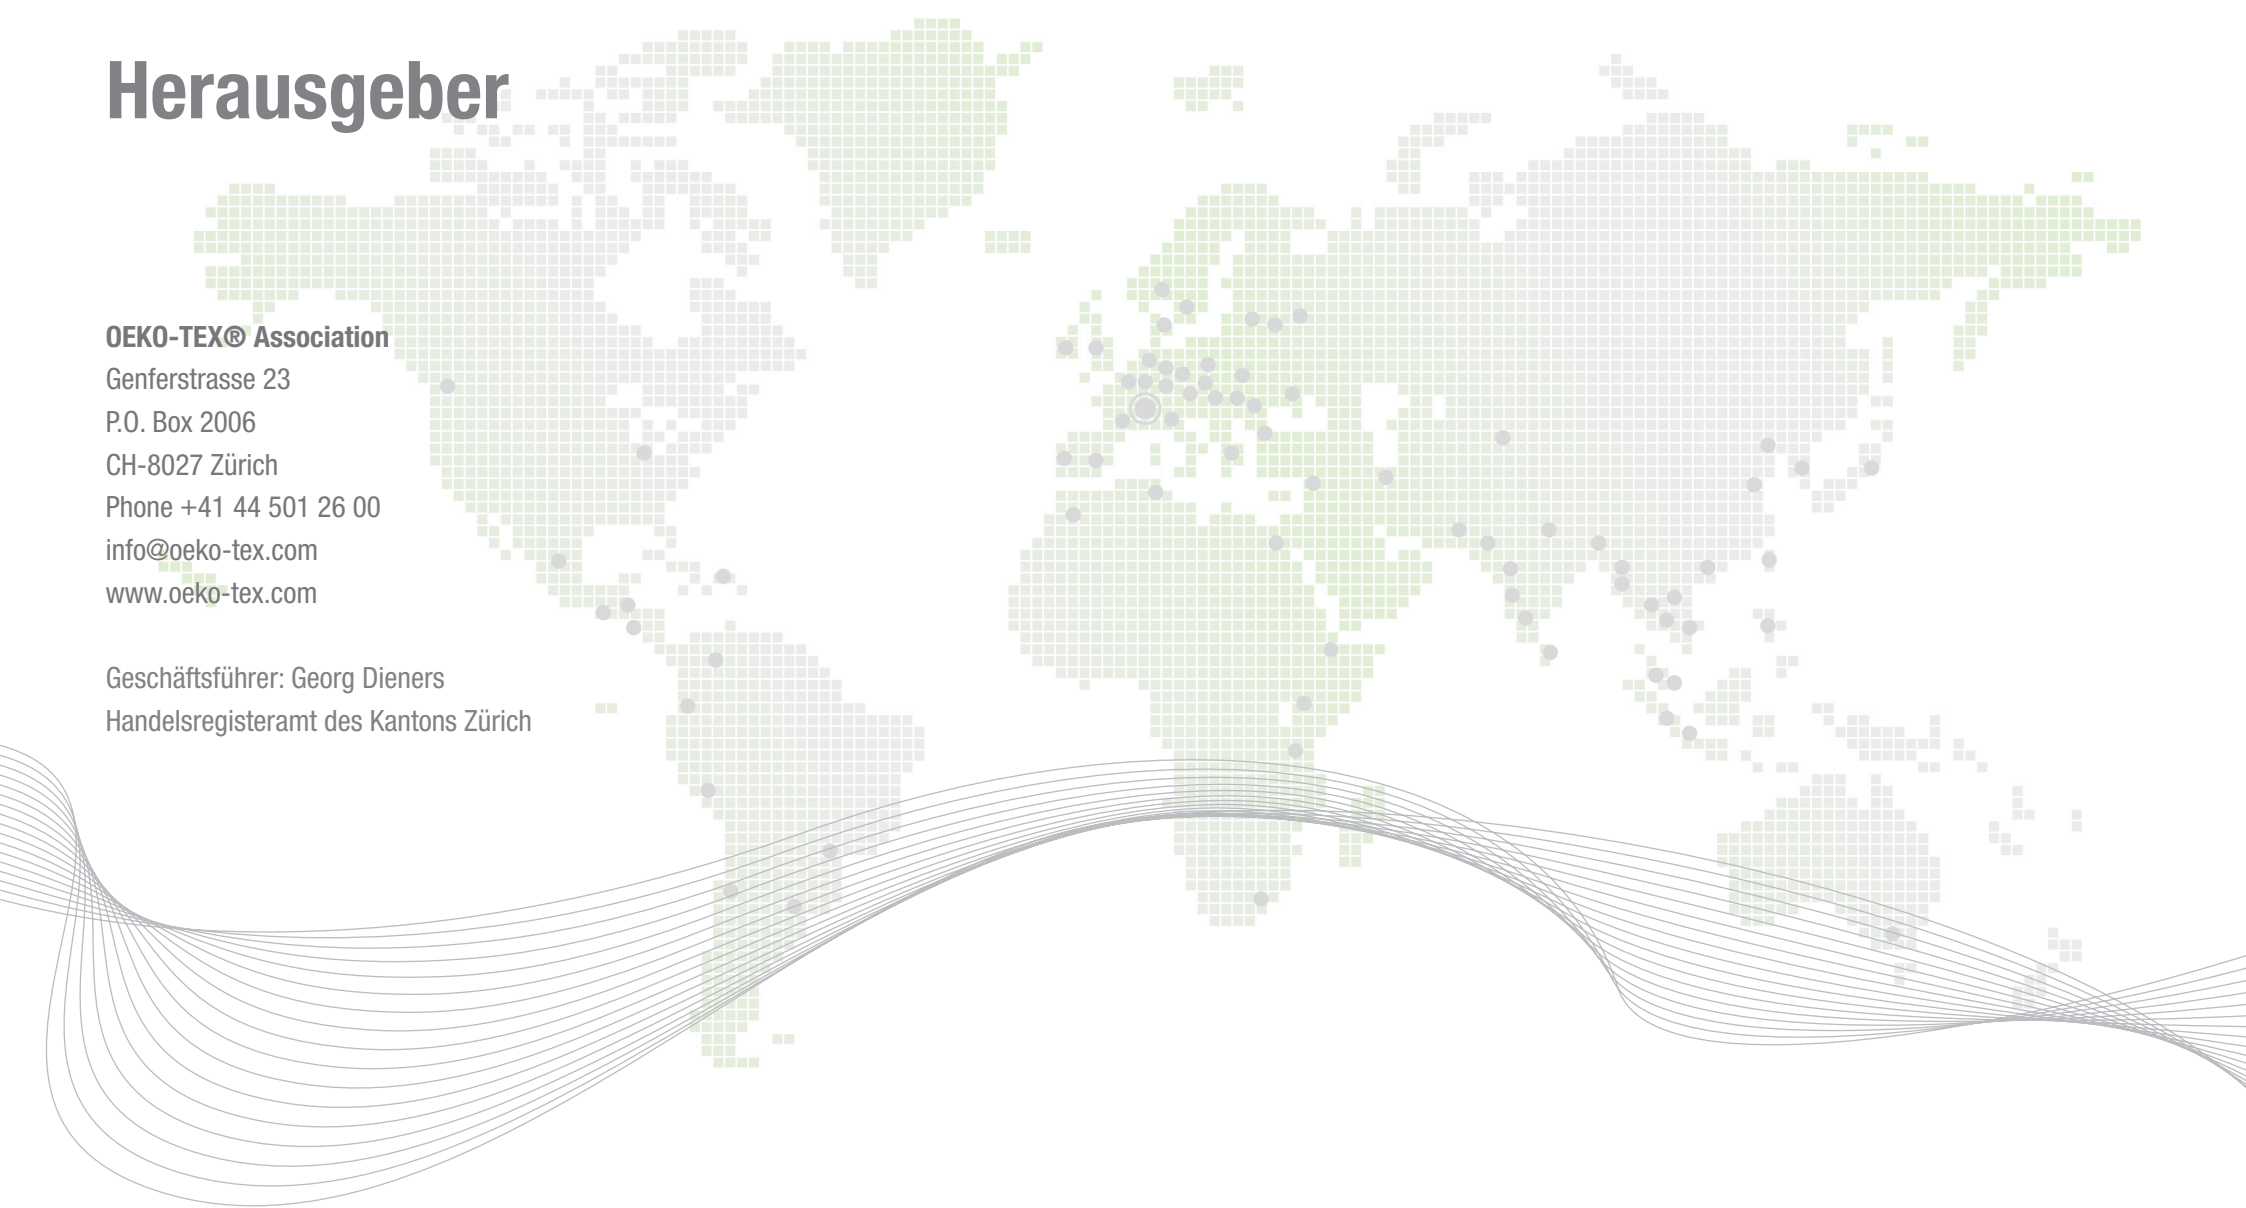 Herausgeber
OEKO-TEX® Association
Genferstrasse 23
P.O. Box 2006
CH-8027 Zürich
Phone +41 44 501 26 00
info@oeko-tex.com
www.oeko-tex.com
Geschäftsführer: Georg Dieners
Handelsregisteramt des Kantons Zürich